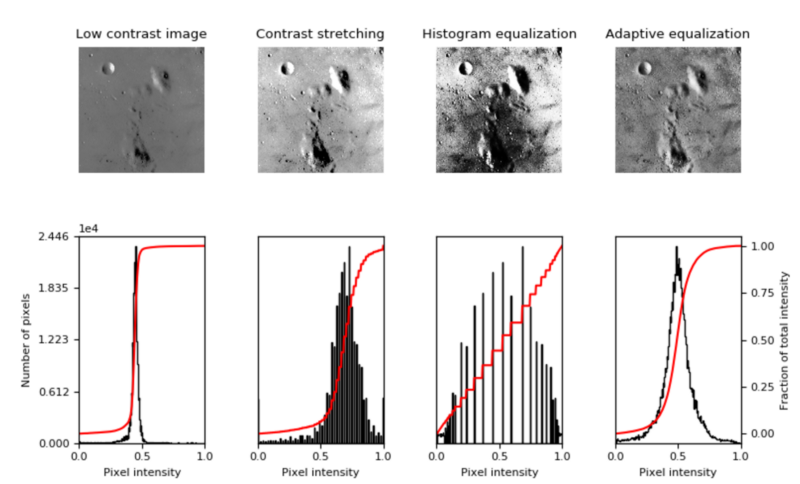 Low contrast image
Contrast stretching
Histogram equalization
Adaptive equalization
1e4
2.446
1.835
1.223
0.612
0.000
Number of pixels
0.0 0.5 1.0
Pixel intensity
0.0 0.5 1.0
Pixel intensity
0.0 0.5 1.0
Pixel intensity
0.0 0.5 1.0
Pixel intensity
1.00
0.75
0.50
0.25
0.00
Fraction of total intensity